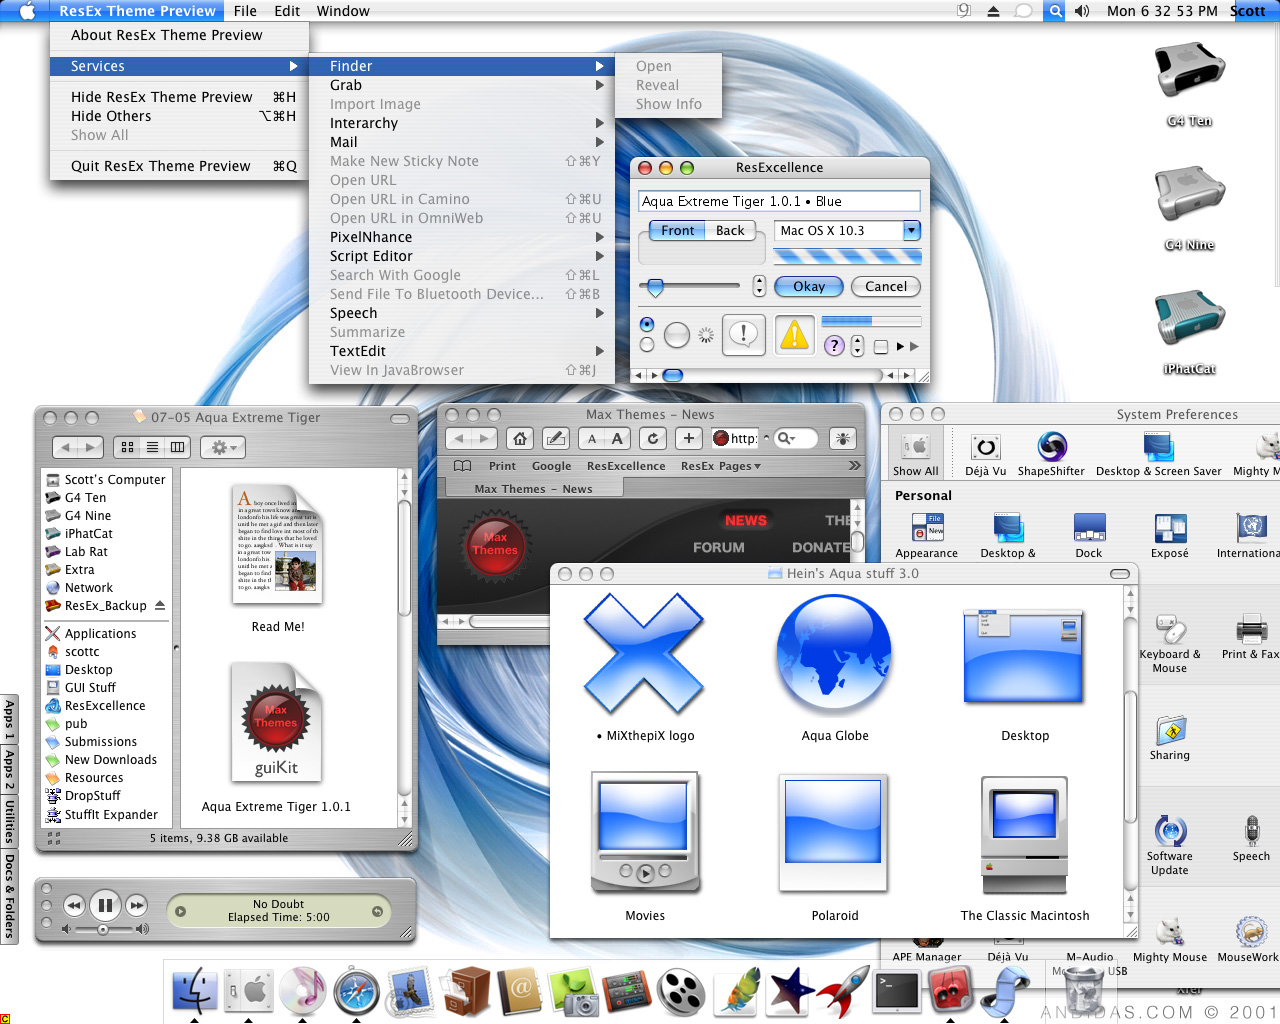 ResEx Theme Preview File Edit Window Mon 6 32 53 PM Scott
About ResEx Theme Preview
Services
Hide ResEx Theme Preview ⌘H
Hide Others ⌥⌘H
Show All
Quit ResEx Theme Preview ⌘Q
Finder
Grab
Import Image
Interarchy
Mail
Make New Sticky Note ⇧⌘Y
Open URL
Open URL in Camino ⇧⌘U
Open URL in OmniWeb ⇧⌘U
PixelNhance
Script Editor
Search With Google ⇧⌘L
Send File To Bluetooth Device... ⇧⌘B
Speech
Summarize
TextEdit
View In JavaBrowser ⇧⌘J
Open
Reveal
Show Info
G4 Ten
G4 Nine
iPhatCat
ResExcellence
Aqua Extreme Tiger 1.0.1 • Blue
Front Back Mac OS X 10.3
Okay Cancel
?
07-05 Aqua Extreme Tiger
Scott's Computer
G4 Ten
G4 Nine
iPhatCat
Lab Rat
Extra
Network
ResEx_Backup
Applications
scottc
Desktop
GUI Stuff
ResExcellence
pub
Submissions
New Downloads
Resources
DropStuff
StuffIt Expander
Read Me!
Max
Themes
guiKit
Aqua Extreme Tiger 1.0.1
5 items, 9.38 GB available
Max Themes – News
A A http:
Print Google ResExcellence ResEx Pages
Max Themes – News
Max
Themes
NEWS THE
FORUM DONATE
System Preferences
Show All Déjà Vu ShapeShifter Desktop & Screen Saver Mighty M
Personal
File
New
Appearance Desktop & Dock Exposé Internationa
Keyboard &
Mouse
Print & Fax
Sharing
Software
Update
Speech
APE Manager Déjà Vu M-Audio Mighty Mouse MouseWork
USB
Hein's Aqua stuff 3.0
• MiXthepiX logo Aqua Globe Desktop
Movies Polaroid The Classic Macintosh
Apps 1
Apps 2
Utilities
Docs & Folders
No Doubt
Elapsed Time: 5:00
ANDIDAS.COM © 2001